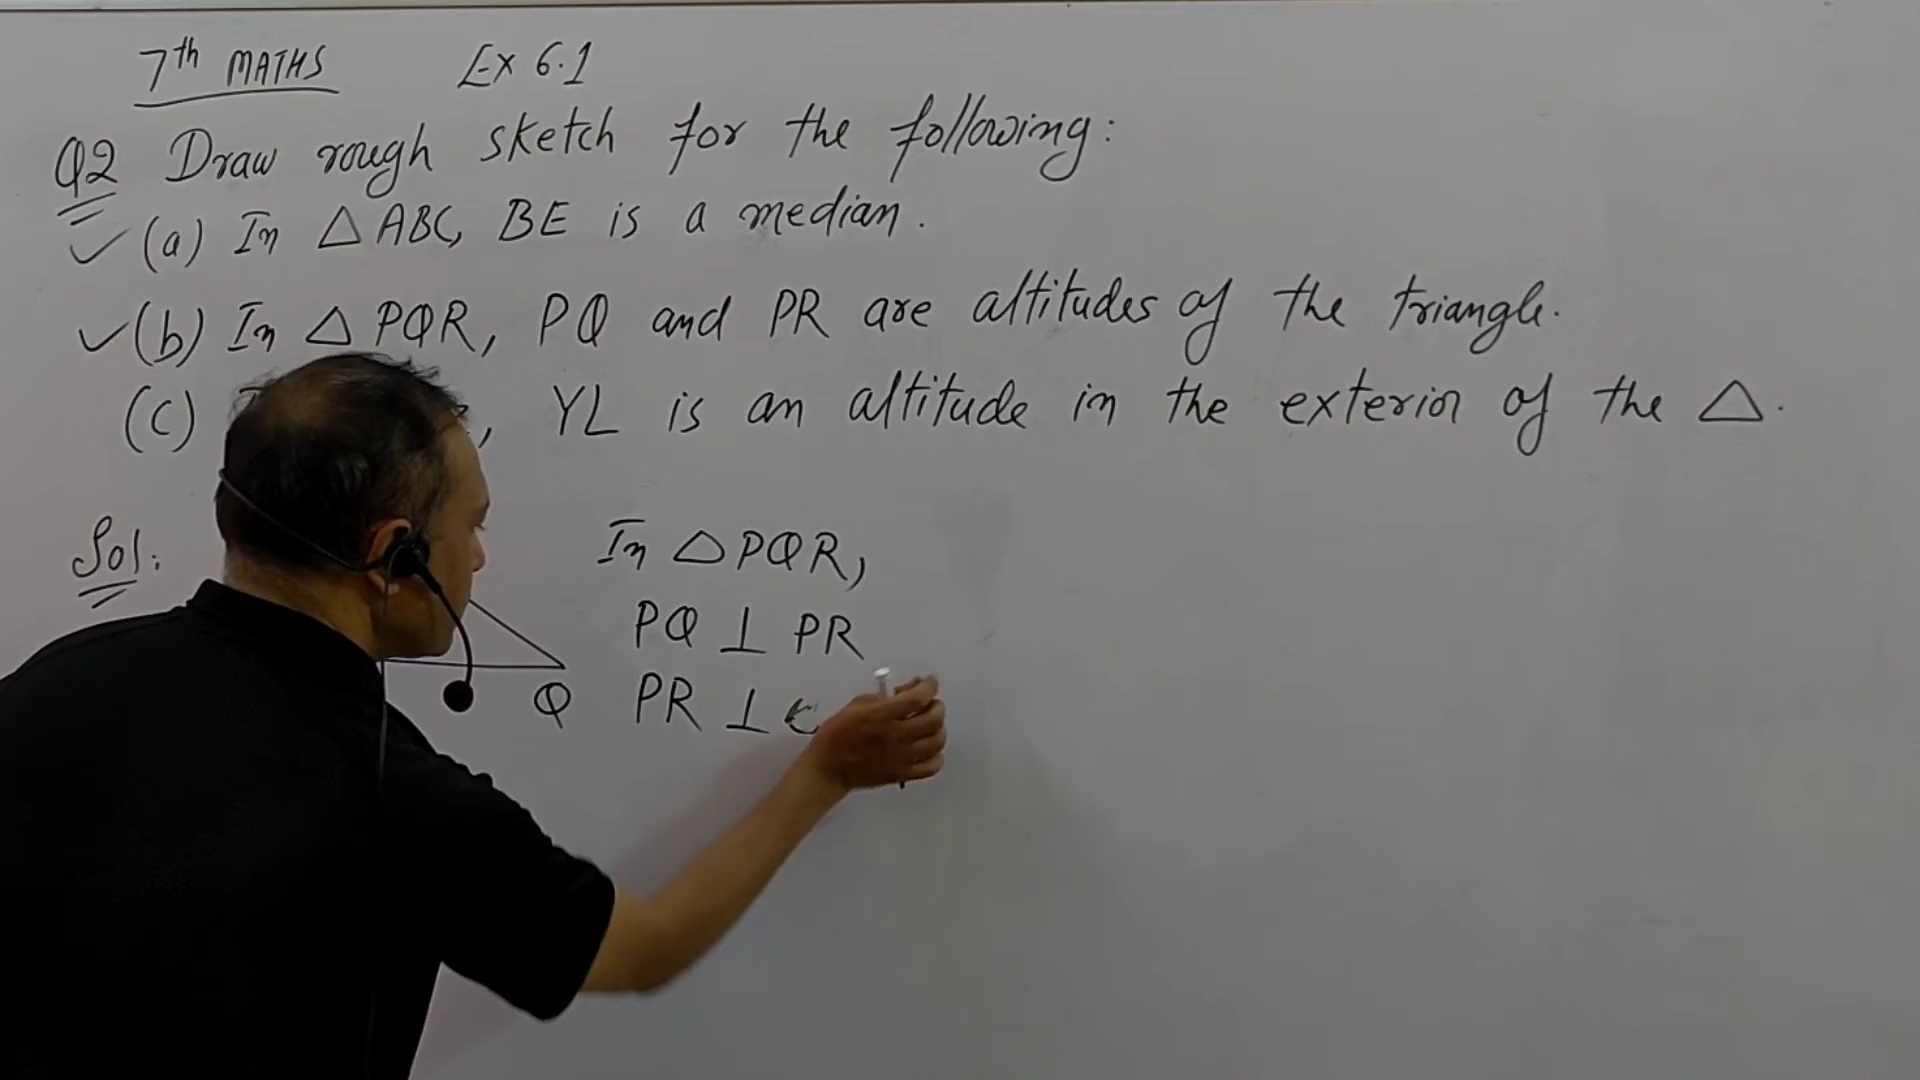 7th MATHS Ex 6.1
Q2 Draw rough sketch for the following:
(a) In △ ABC, BE is a median.
(b) In △ PQR, PQ and PR are altitudes of the triangle.
(c) YL is an altitude in the exterior of the △.
Sol:
In △PQR,
PQ ⊥ PR
Q
PR ⊥